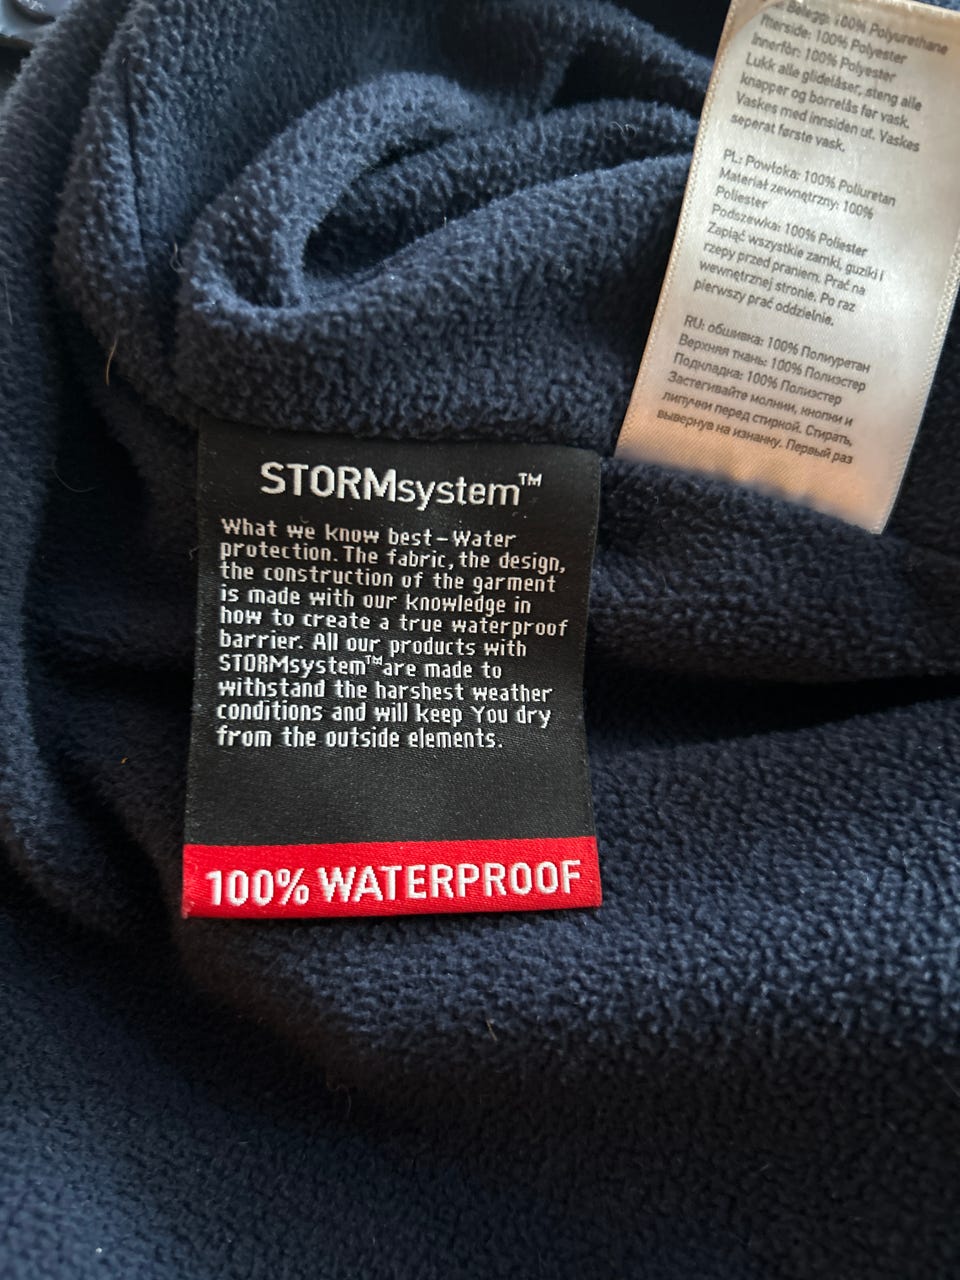 STORMsystem™
What we know best – Water
protection. The fabric, the design,
the construction of the garment
is made with our knowledge in
how to create a true waterproof
barrier. All our products with
STORMsystem™are made to
withstand the harshest weather
conditions and will keep You dry
from the outside elements.
100% WATERPROOF
Belegg: 100% Polyurethane
Ytterside: 100% Polyester
Innerfôr: 100% Polyester
Lukk alle glidelåser, steng alle
knapper og borrelås før vask.
Vaskes med innsiden ut. Vaskes
seperat første vask.
PL: Powłoka: 100% Poliuretan
Materiał zewnętrzny: 100%
Poliester
Podszewka: 100% Poliester
Zapiąć wszystkie zamki, guziki i
rzepy przed praniem. Prać na
wewnętrznej stronie. Po raz
pierwszy prać oddzielnie.
RU: обшивка: 100% Полиуретан
Верхняя ткань: 100% Полиэстер
Подкладка: 100% Полиэстер
Застегивайте молнии, кнопки и
липучки перед стиркой. Стирать,
вывернув на изнанку. Первый раз